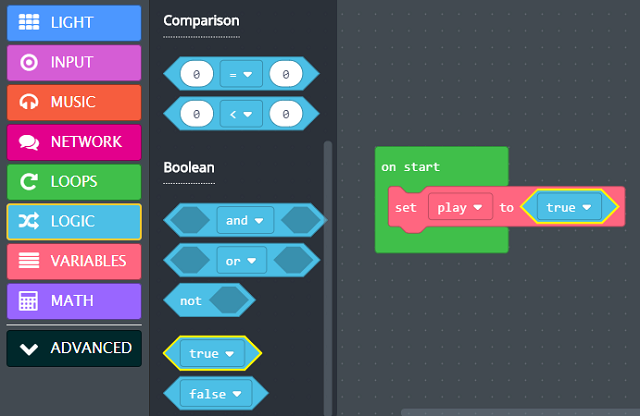 LIGHT
INPUT
MUSIC
NETWORK
LOOPS
LOGIC
VARIABLES
MATH
ADVANCED
Comparison
0 = 0
0 < 0
Boolean
and
or
not
true
false
on start
set play to true